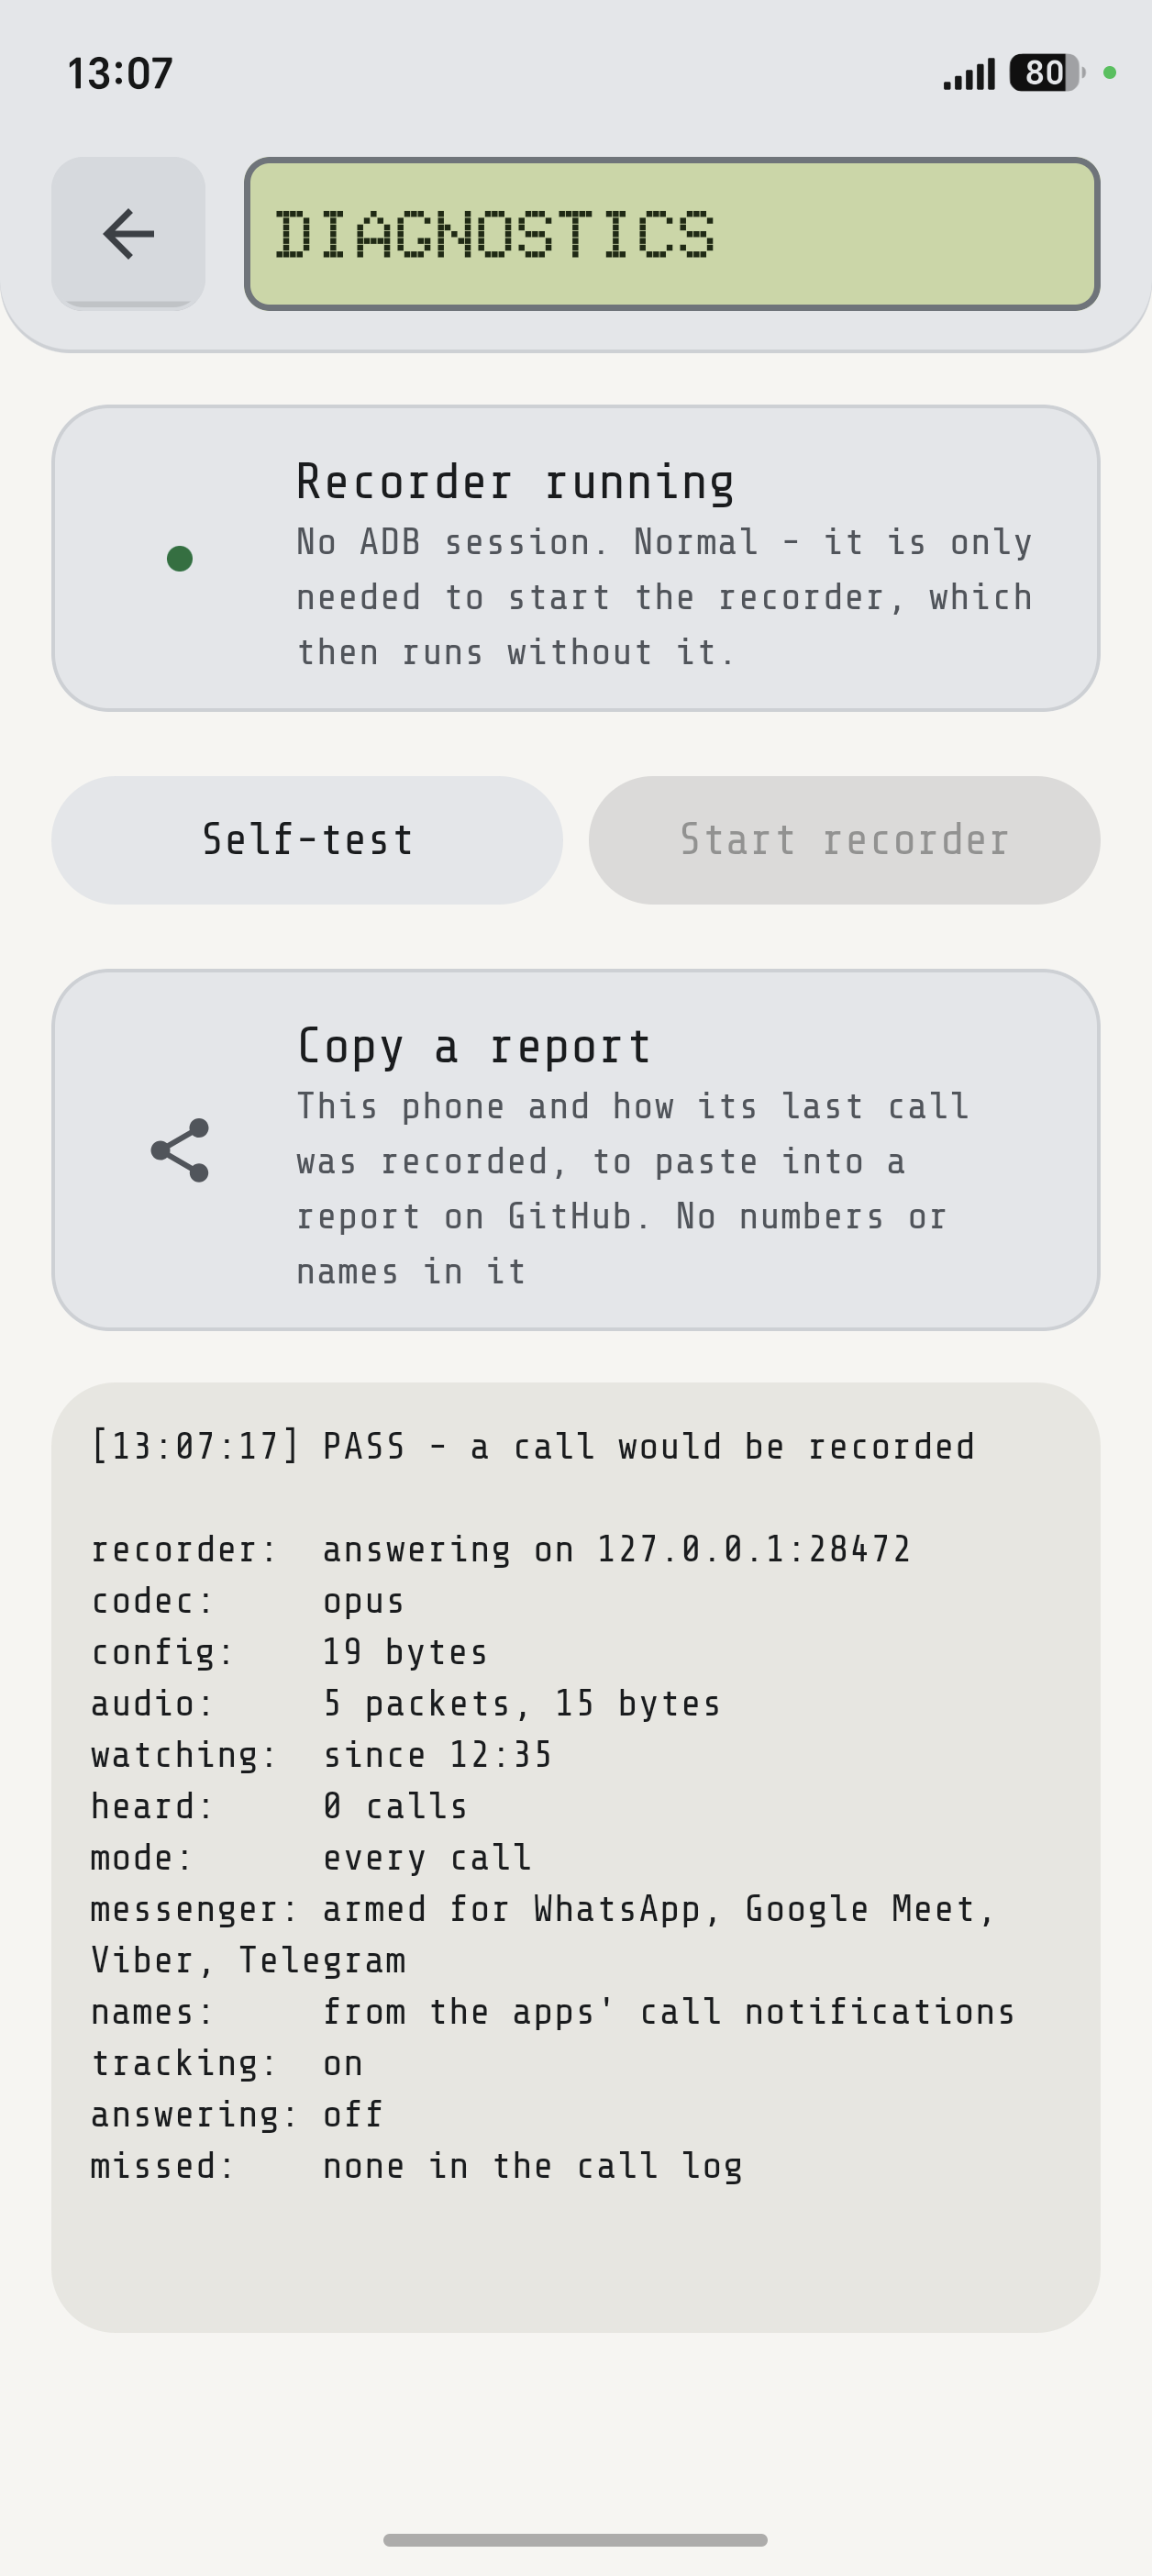 13:07
80
DIAGNOSTICS
Recorder running
No ADB session. Normal - it is only
needed to start the recorder, which
then runs without it.
Self-test
Start recorder
Copy a report
This phone and how its last call
was recorded, to paste into a
report on GitHub. No numbers or
names in it
[13:07:17] PASS - a call would be recorded
recorder: answering on 127.0.0.1:28472
codec: opus
config: 19 bytes
audio: 5 packets, 15 bytes
watching: since 12:35
heard: 0 calls
mode: every call
messenger: armed for WhatsApp, Google Meet,
Viber, Telegram
names: from the apps' call notifications
tracking: on
answering: off
missed: none in the call log